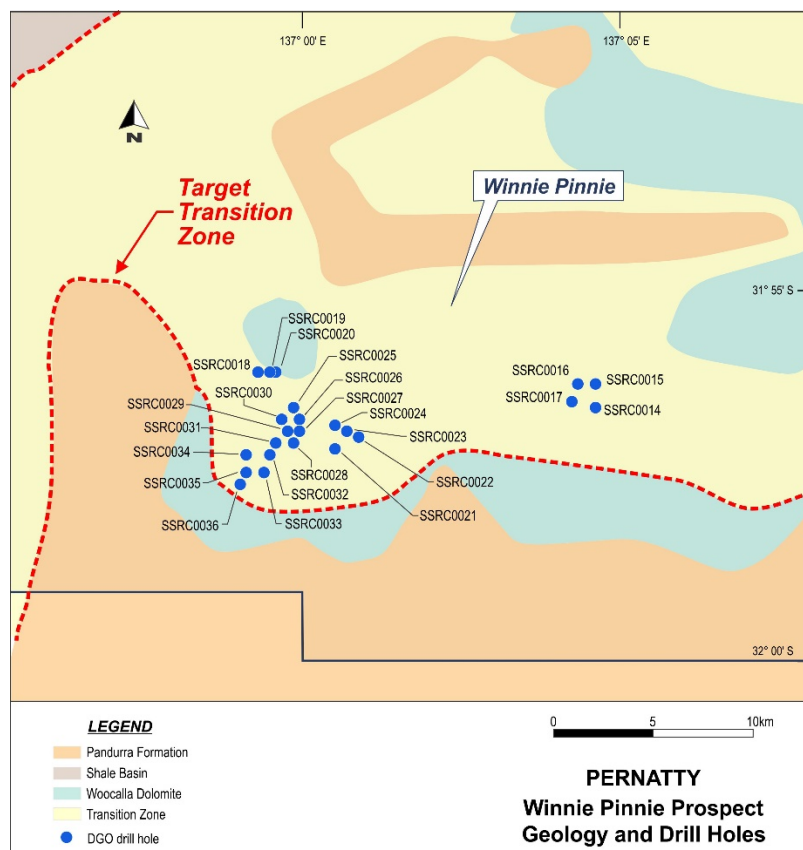 137° 00' E
137° 05' E
N
Target
Transition
Zone
Winnie Pinnie
31° 55' S
SSRC0019
SSRC0020
SSRC0018
SSRC0025
SSRC0030
SSRC0026
SSRC0029
SSRC0027
SSRC0031
SSRC0024
SSRC0034
SSRC0023
SSRC0035
SSRC0028
SSRC0022
SSRC0032
SSRC0036
SSRC0033
SSRC0021
SSRC0016
SSRC0015
SSRC0017
SSRC0014
32° 00' S
LEGEND
Pandurra Formation
Shale Basin
Woocalla Dolomite
Transition Zone
DGO drill hole
0 5 10km
PERNATTY
Winnie Pinnie Prospect
Geology and Drill Holes